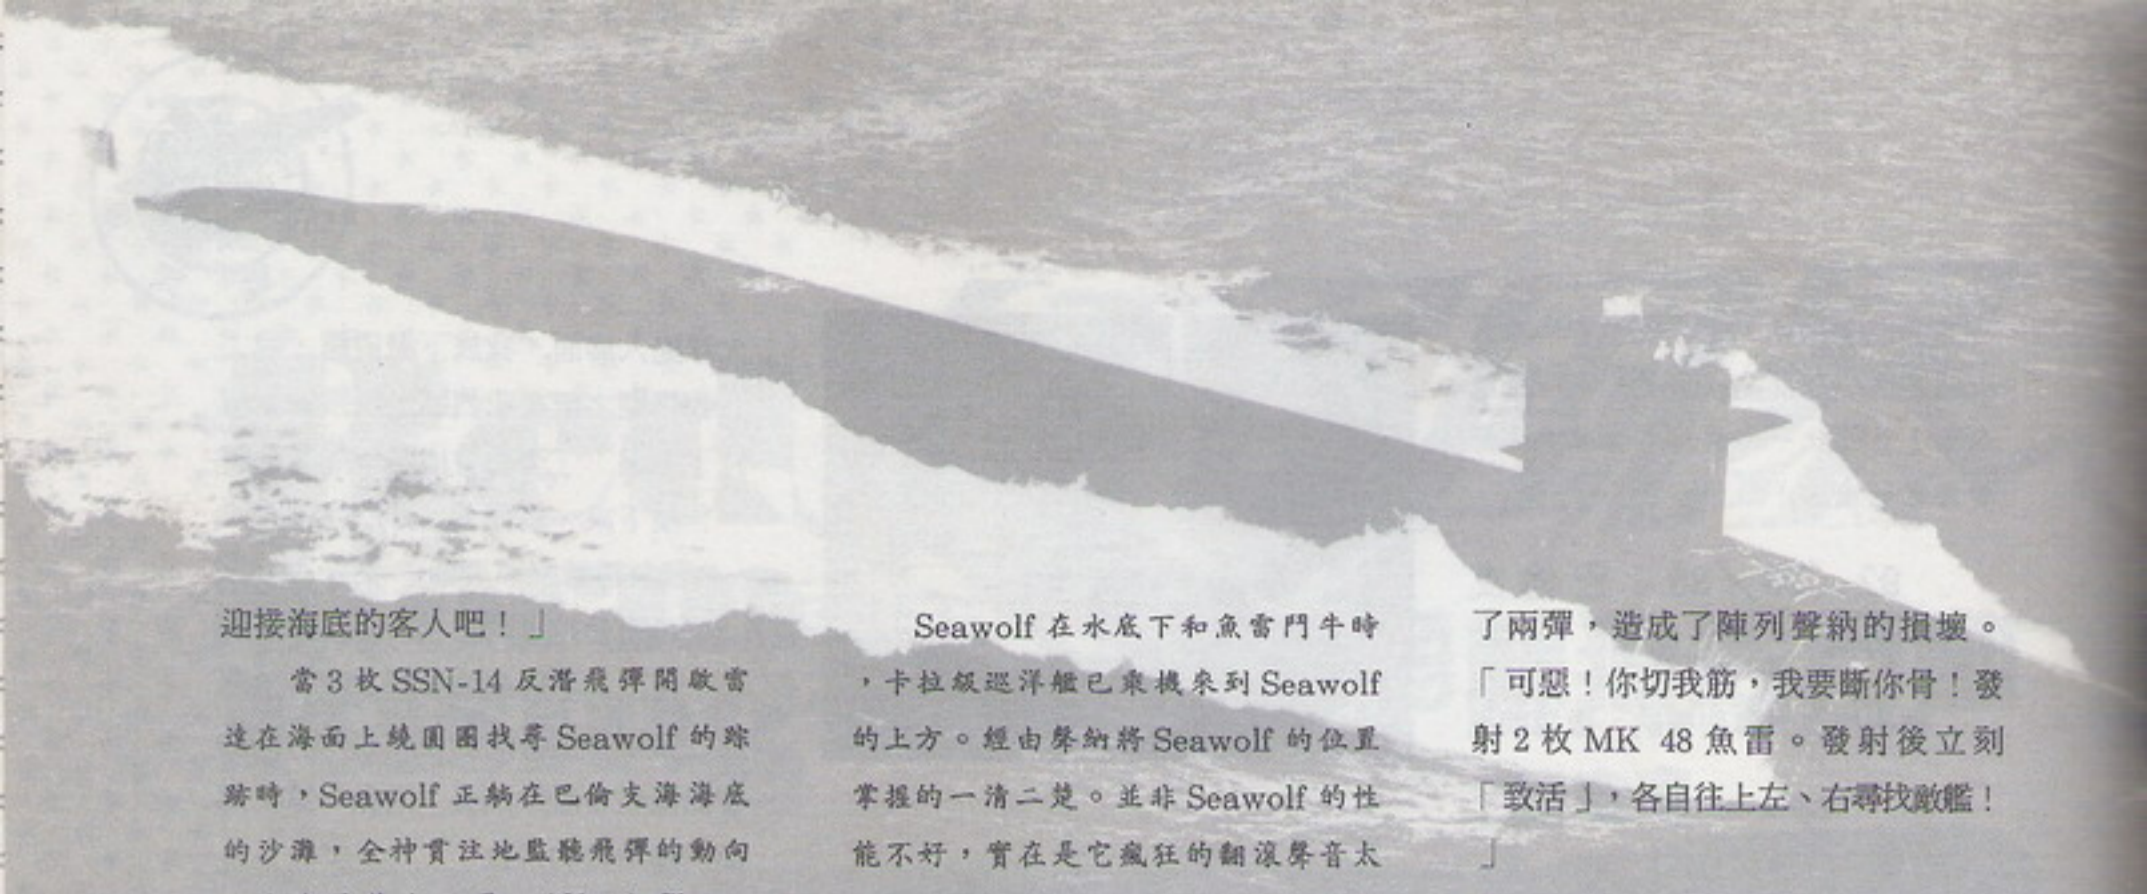 迎接海底的客人吧！」
當3枚SSN-14反潛飛彈開啟雷
達在海面上繞圓圈找尋Seawolf的踪
跡時，Seawolf正躺在巴倫支海海底
的沙灘，全神貫注地監聽飛彈的動向
Seawolf在水底下和魚雷鬥牛時
，卡拉級巡洋艦已乘機來到Seawolf
的上方。經由聲納將Seawolf的位置
掌握的一清二楚。並非Seawolf的性
能不好，實在是它瘋狂的翻滾聲音太
了兩彈，造成了陣列聲納的損壞。
「可惡！你切我筋，我要斷你骨！發
射2枚MK 48魚雷。發射後立刻
「致活」，各自往上左、右尋找敵艦！
」